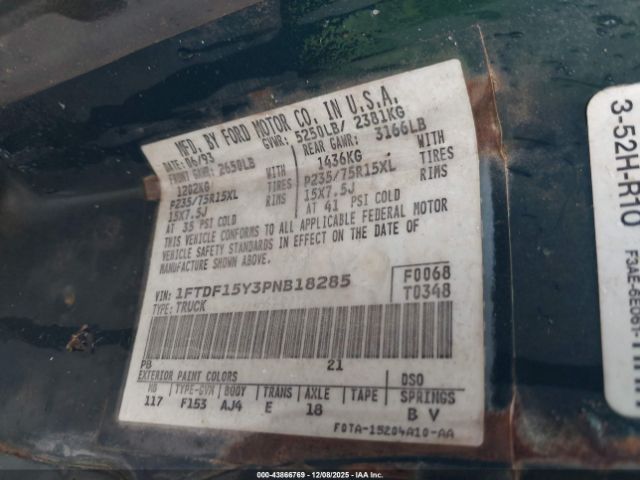 MFD. BY FORD MOTOR CO. IN U.S.A.
DATE: 06/93 GVWR: 5250LB/ 2381KG
FRONT GAWR: 2650LB REAR GAWR: 3166LB
1202KG WITH 1436KG WITH
P235/75R15XL TIRES P235/75R15XL TIRES
15X7.5J RIMS 15X7.5J RIMS
AT 35 PSI COLD AT 41 PSI COLD
THIS VEHICLE CONFORMS TO ALL APPLICABLE FEDERAL MOTOR
VEHICLE SAFETY STANDARDS IN EFFECT ON THE DATE OF
MANUFACTURE SHOWN ABOVE.
VIN: 1FTDF15Y3PNB18285 F0068
TYPE: TRUCK T0348
PB 21
EXTERIOR PAINT COLORS DSO
WB TYPE-GVW BODY TRANS AXLE TAPE SPRINGS
117 F153 AJ4 E 18 B V
F0TA-15204A10-AA
3-52H-R10
000-43866769 - 12/08/2025 - IAA Inc.